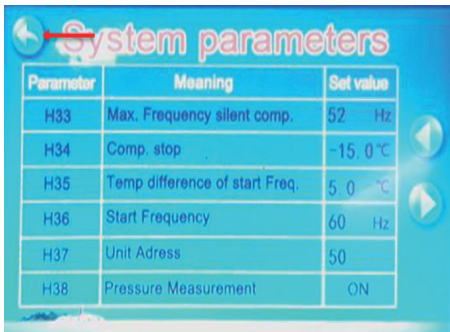 System parameters
Parameter Meaning Set value
H33 Max. Frequency silent comp. 52 Hz
H34 Comp. stop -15.0℃
H35 Temp difference of start Freq. 5.0 ℃
H36 Start Frequency 60 Hz
H37 Unit Adress 50
H38 Pressure Measurement ON